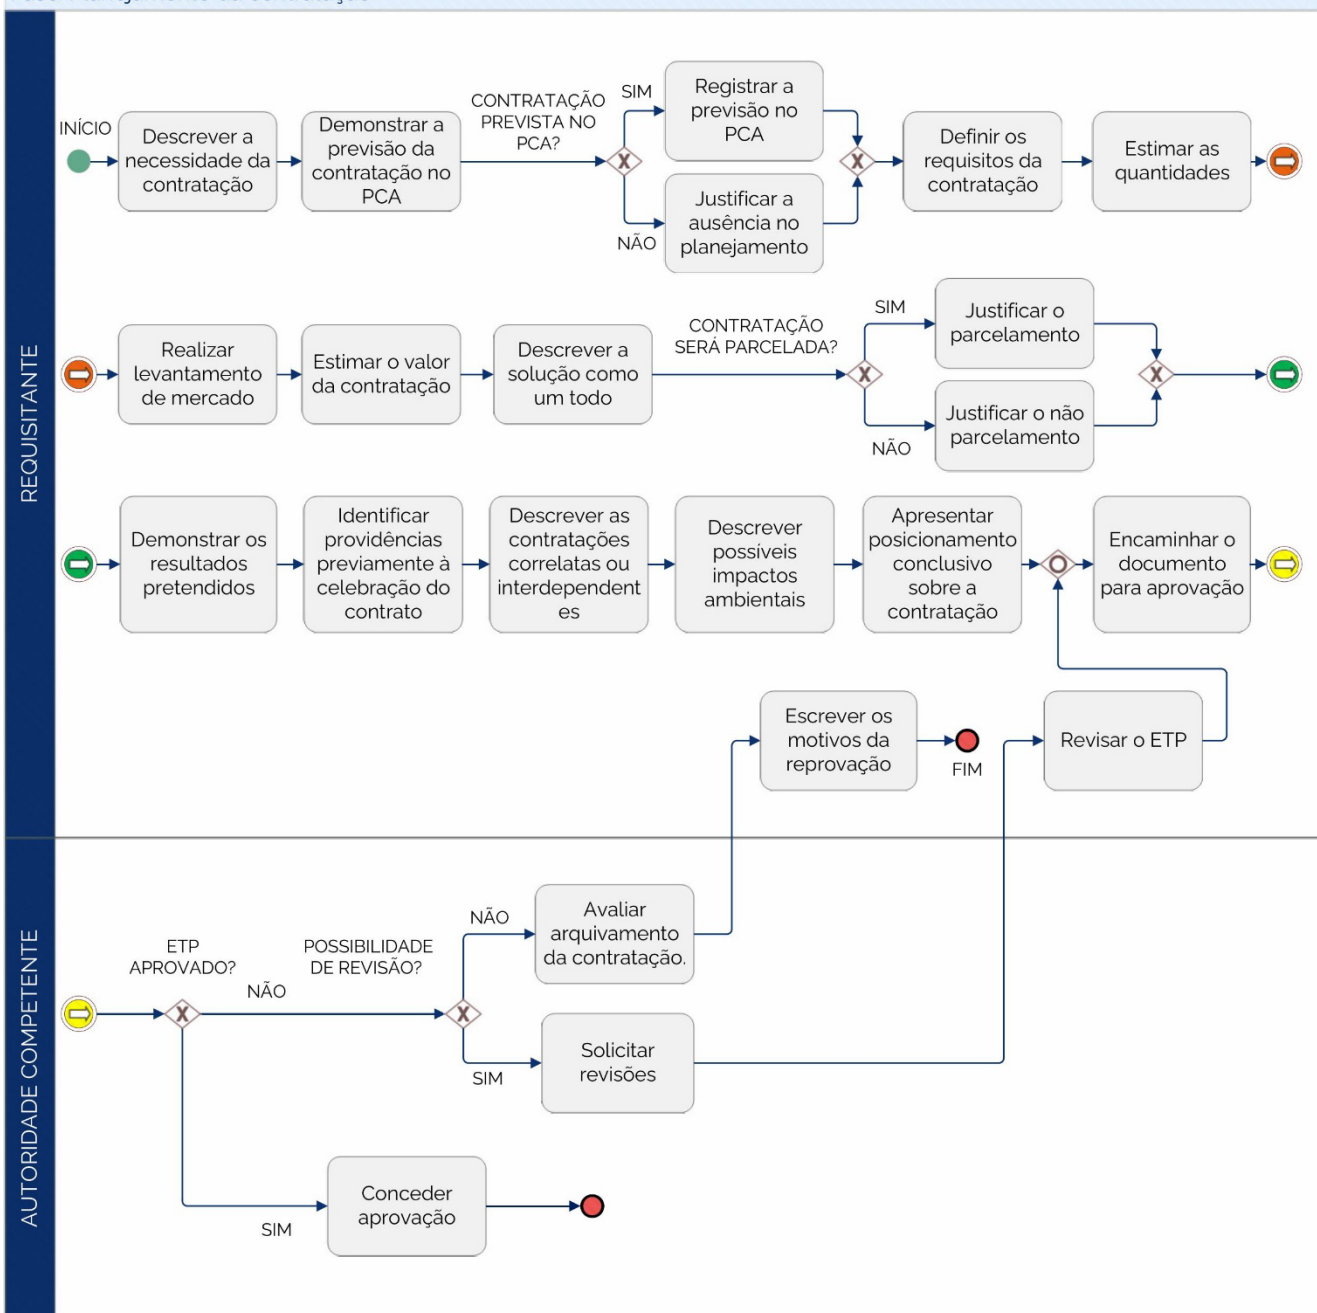 REQUISITANTE
INÍCIO
Descrever a
necessidade da
contratação
Demonstrar a
previsão da
contratação no
PCA
CONTRATAÇÃO
PREVISTA NO
PCA?
SIM
Registrar a
previsão no
PCA
NÃO
Justificar a
ausência no
planejamento
Definir os
requisitos da
contratação
Estimar as
quantidades
Realizar
levantamento
de mercado
Estimar o valor
da contratação
Descrever a
solução como
um todo
CONTRATAÇÃO
SERÁ PARCELADA?
SIM
Justificar o
parcelamento
NÃO
Justificar o não
parcelamento
Demonstrar os
resultados
pretendidos
Identificar
providências
previamente à
celebração do
contrato
Descrever as
contratações
correlatas ou
interdependent
es
Descrever
possíveis
impactos
ambientais
Apresentar
posicionamento
conclusivo
sobre a
contratação
Encaminhar o
documento
para aprovação
Escrever os
motivos da
reprovação
FIM
Revisar o ETP
AUTORIDADE COMPETENTE
ETP
APROVADO?
NÃO
POSSIBILIDADE
DE REVISÃO?
NÃO
Avaliar
arquivamento
da contratação.
SIM
Solicitar
revisões
SIM
Conceder
aprovação